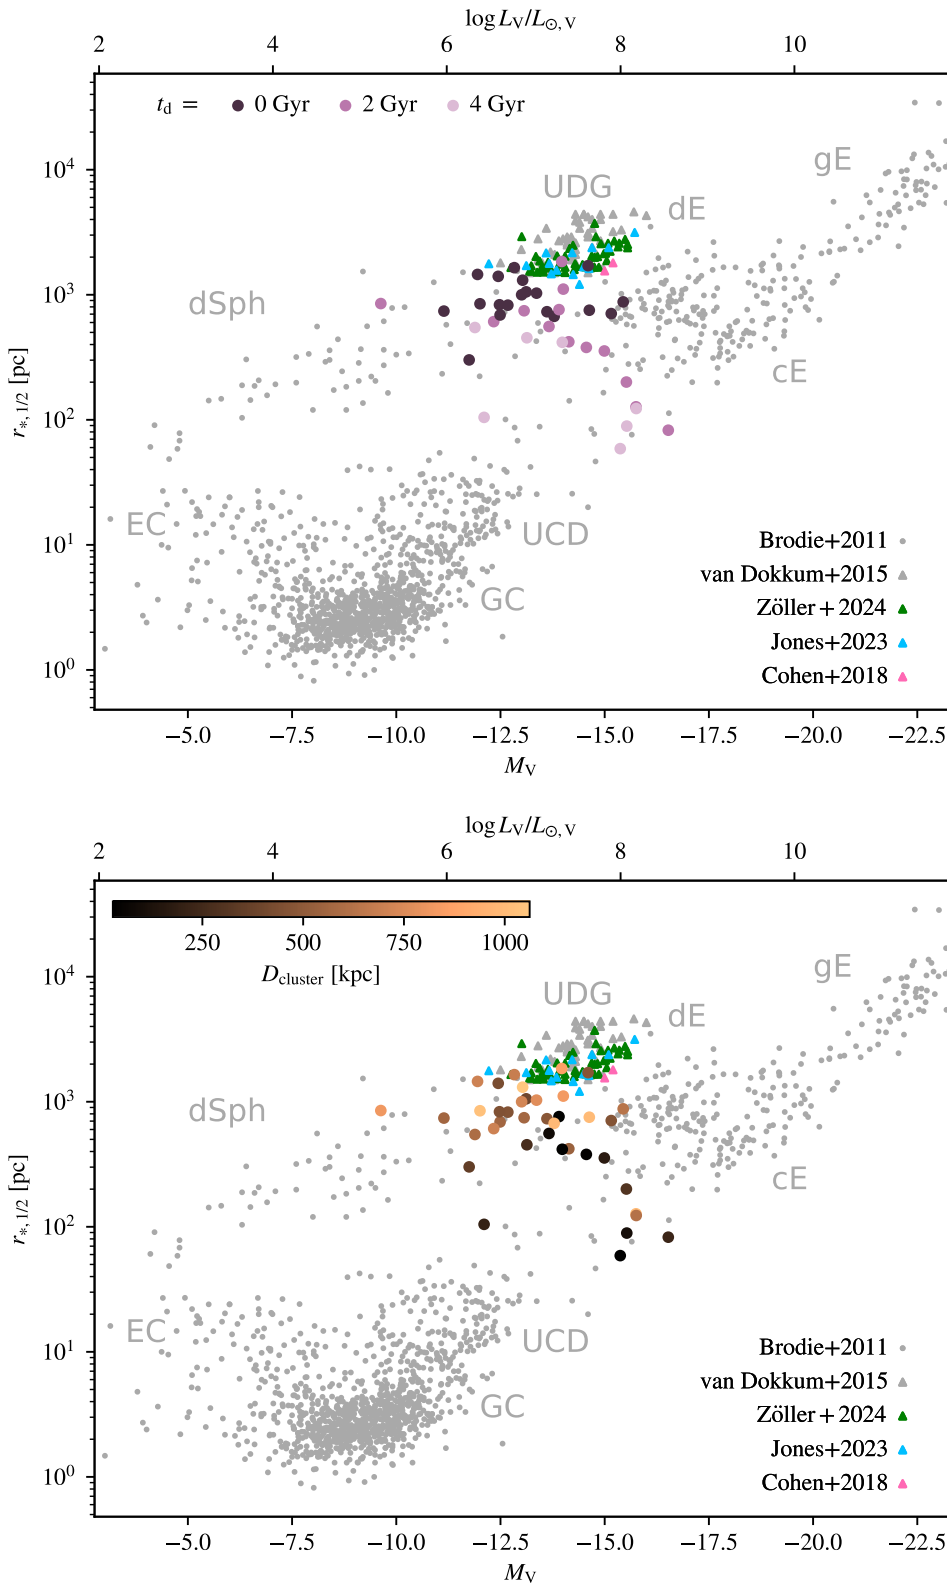 log L_V/L_⊙,V
2 4 6 8 10
t_d = 0 Gyr 2 Gyr 4 Gyr
gE
10^4
UDG
dE
10^3
dSph
cE
r_*,1/2 [pc]
10^2
EC
UCD
10^1
Brodie+2011
van Dokkum+2015
GC
Zöller+2024
Jones+2023
10^0
Cohen+2018
−5.0 −7.5 −10.0 −12.5 −15.0 −17.5 −20.0 −22.5
M_V
log L_V/L_⊙,V
2 4 6 8 10
250 500 750 1000
D_cluster [kpc]
gE
10^4
UDG
dE
10^3
dSph
cE
r_*,1/2 [pc]
10^2
EC
UCD
10^1
Brodie+2011
van Dokkum+2015
GC
Zöller+2024
Jones+2023
10^0
Cohen+2018
−5.0 −7.5 −10.0 −12.5 −15.0 −17.5 −20.0 −22.5
M_V